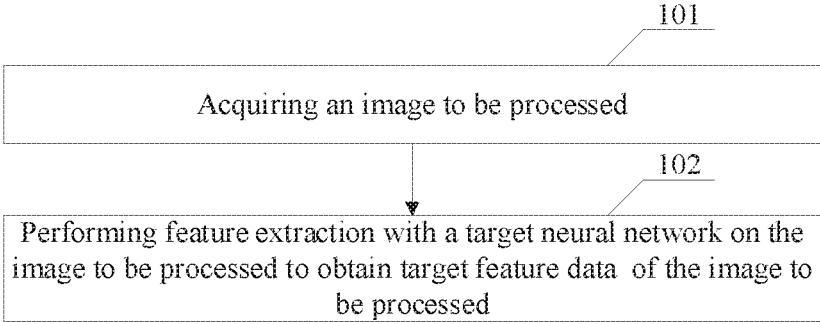 101
Acquiring an image to be processed
102
Performing feature extraction with a target neural network on the
image to be processed to obtain target feature data of the image to
be processed